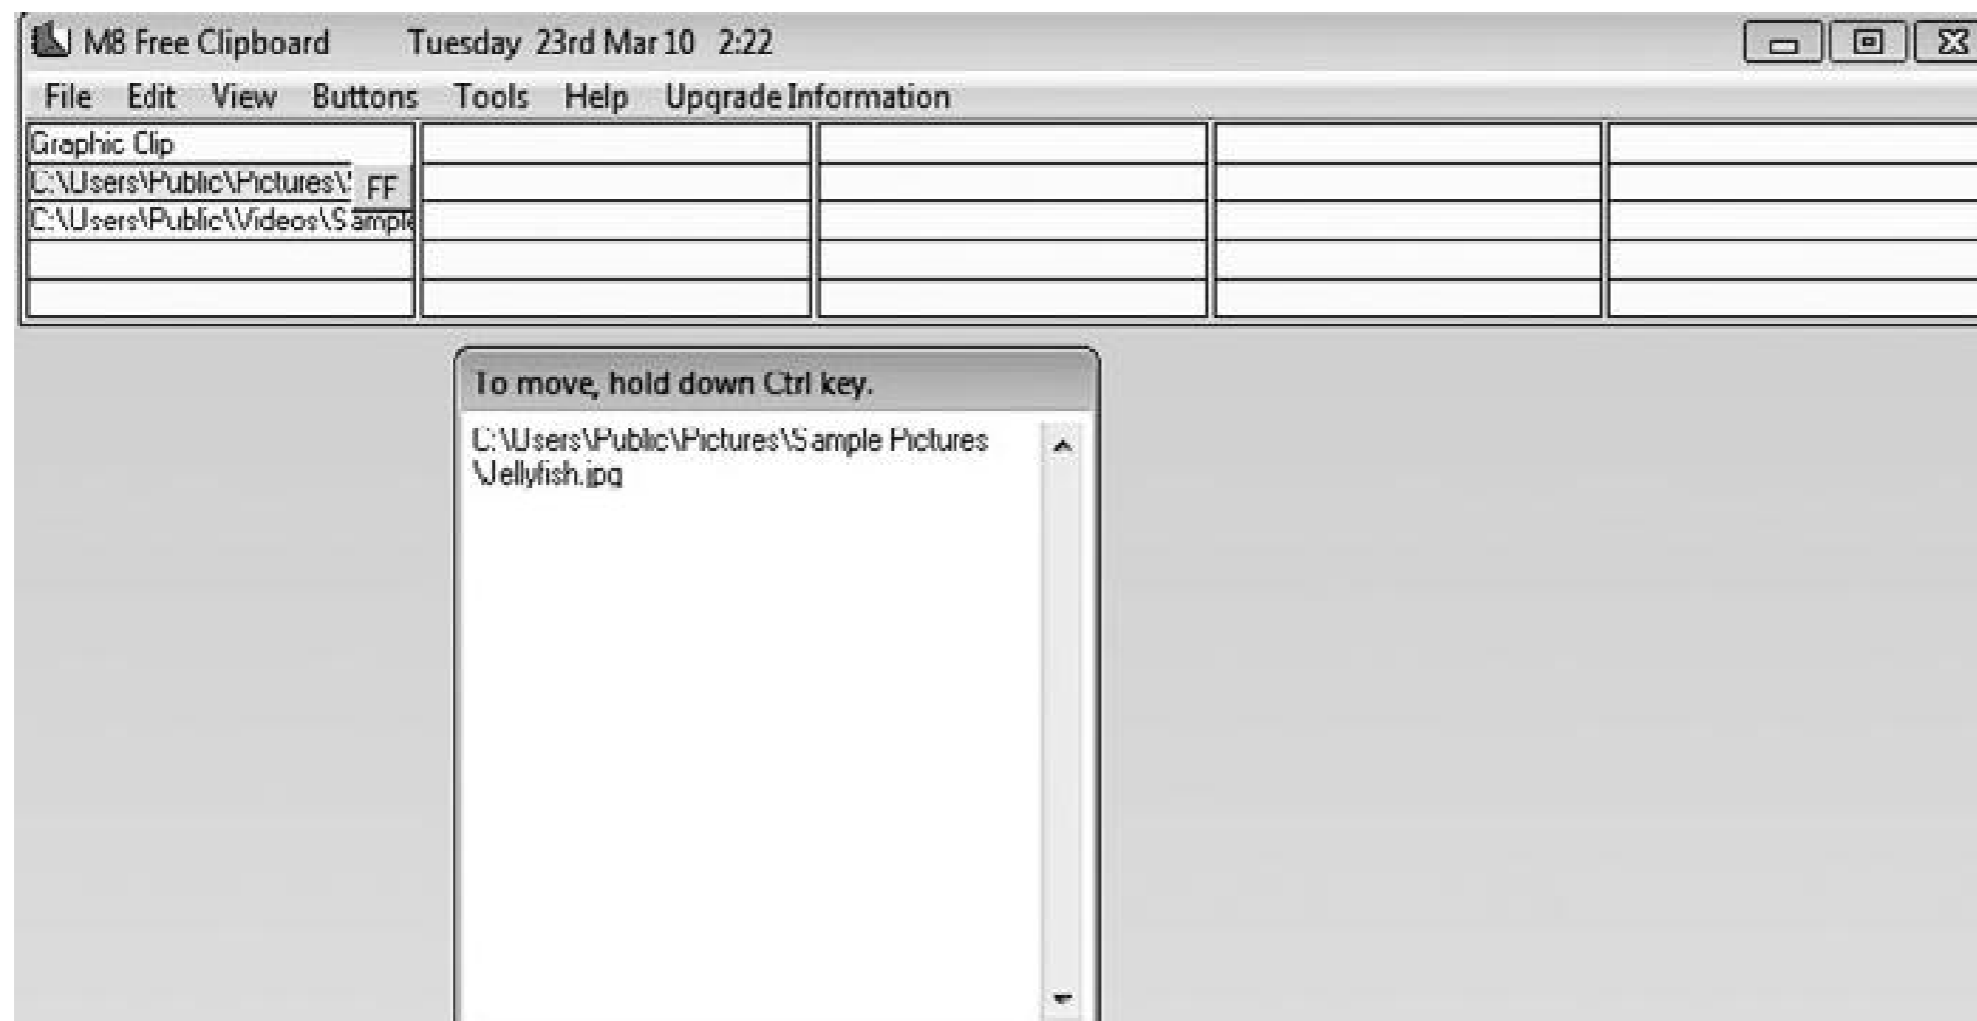 M8 Free Clipboard Tuesday 23rd Mar 10 2:22
File Edit View Buttons Tools Help Upgrade Information
Graphic Clip
C:\Users\Public\Pictures\ FF
C:\Users\Public\Videos\Sample
To move, hold down Ctrl key.
C:\Users\Public\Pictures\Sample Pictures
\Jellyfish.jpg